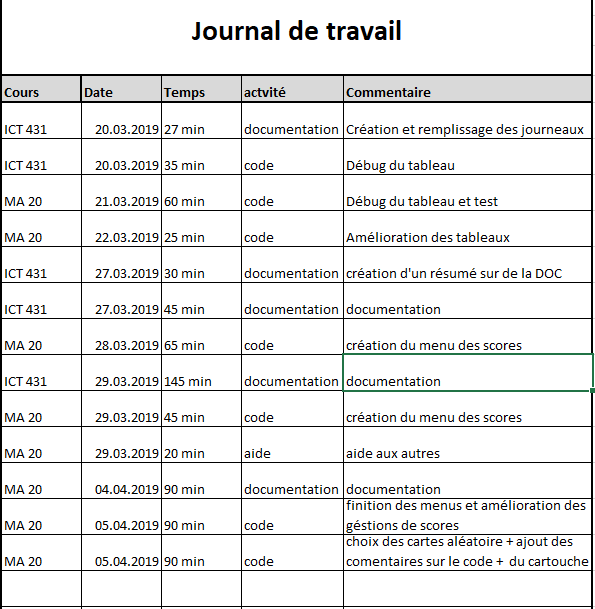 Journal de travail
Cours Date Temps actvité Commentaire
ICT 431 20.03.2019 27 min documentation Création et remplissage des journeaux
ICT 431 20.03.2019 35 min code Débug du tableau
MA 20 21.03.2019 60 min code Débug du tableau et test
MA 20 22.03.2019 25 min code Amélioration des tableaux
ICT 431 27.03.2019 30 min documentation création d'un résumé sur de la DOC
ICT 431 27.03.2019 45 min documentation documentation
MA 20 28.03.2019 65 min code création du menu des scores
ICT 431 29.03.2019 145 min documentation documentation
MA 20 29.03.2019 45 min code création du menu des scores
MA 20 29.03.2019 20 min aide aide aux autres
MA 20 04.04.2019 90 min documentation documentation
finition des menus et amélioration des
MA 20 05.04.2019 90 min code géstions de scores
choix des cartes aléatoire + ajout des
MA 20 05.04.2019 90 min code comentaires sur le code + du cartouche